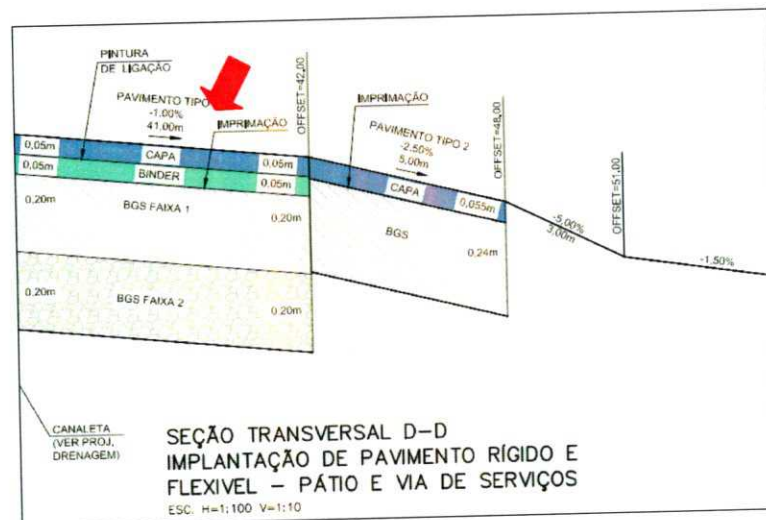 PINTURA
DE LIGAÇÃO
PAVIMENTO TIPO
-1.00%
41,00m
IMPRIMAÇÃO
OFFSET=42,00
IMPRIMAÇÃO
PAVIMENTO TIPO 2
-2.50%
5,00m
OFFSET=48,00
OFFSET=51,00
0,05m
CAPA
0,05m
0,05m
BINDER
0,05m
0,20m
BGS FAIXA 1
0,20m
CAPA
0,055m
BGS
0,24m
-5,00%
3,00m
-1.50%
0,20m
BGS FAIXA 2
0,20m
CANALETA
(VER PROJ,
DRENAGEM)
SEÇÃO TRANSVERSAL D-D
IMPLANTAÇÃO DE PAVIMENTO RÍGIDO E
FLEXIVEL - PÁTIO E VIA DE SERVIÇOS
ESC. H=1:100 V=1:10